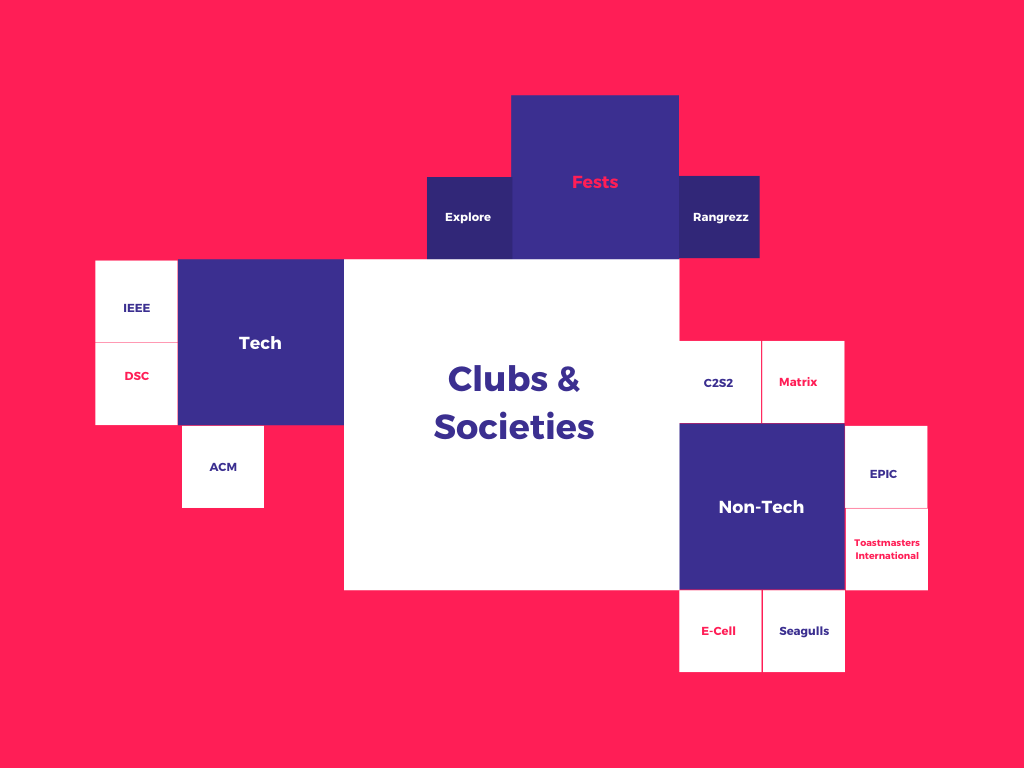 Fests
Explore
Rangrezz
IEEE
Tech
DSC
ACM
Clubs &
Societies
C2S2
Matrix
Non-Tech
EPIC
Toastmasters
International
E-Cell
Seagulls